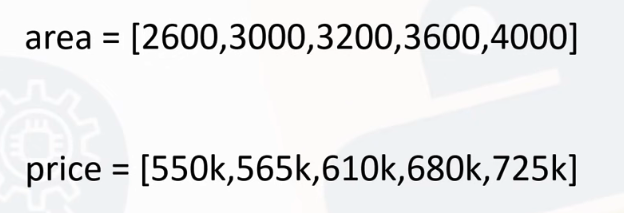 area = [2600,3000,3200,3600,4000]
price = [550k,565k,610k,680k,725k]